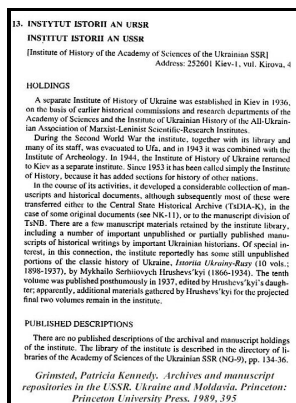 13. INSTYTUT ISTORII AN URSR
INSTITUT ISTORII AN USSR
[Institute of History of the Academy of Sciences of the Ukrainian SSR]
Address: 252601 Kiev-1, vul. Kirova, 4
HOLDINGS
A separate Institute of History of Ukraine was established in Kiev in 1936,
on the basis of earlier historical commissions and research departments of the
Academy of Sciences and the Institute of Ukrainian History of the All-Ukrain-
ian Association of Marxist-Leninist Scientific-Research Institutes.
During the Second World War the institute, together with its library and
many of its staff, was evacuated to Ufa, and in 1943 it was combined with the
Institute of Archeology. In 1944, the Institute of History of Ukraine returned
to Kiev as a separate institute. Since 1953 it has been called simply the Institute
of History, because it has added sections for history of other nations.
In the course of its activities, it developed a considerable collection of man-
uscripts and historical documents, although subsequently most of these were
transferred either to the Central State Historical Archive (TsDIA-K), in the
case of some original documents (see NK-11), or to the manuscript division of
TsNB. There are a few manuscript materials retained by the institute library,
including a number of important unpublished or partially published manu-
scripts of historical writings by important Ukrainian historians. Of special in-
terest, in this connection, the institute reportedly has some still unpublished
portions of the classic history of Ukraine, Istoriia Ukrainy-Rusy (10 vols.;
1898-1937), by Mykhailo Serhiiovych Hrushevs'kyi (1866-1934). The tenth
volume was published posthumously in 1937, edited by Hrushevs'kyi's daugh-
ter; apparently, additional materials gathered by Hrushevs'kyi for the projected
final two volumes remain in the institute.
PUBLISHED DESCRIPTIONS
There are no published descriptions of the archival and manuscript holdings
of the institute. The library of the institute is described in the directory of li-
braries of the Academy of Sciences of the Ukrainian SSR (NG-9), pp. 134-36.
Grimsted, Patricia Kennedy. Archives and manuscript
repositories in the USSR. Ukraine and Moldavia. Princeton:
Princeton University Press. 1989, 395